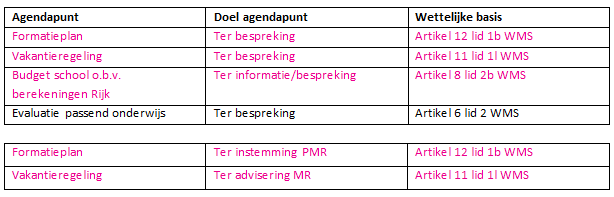 Agendapunt Doel agendapunt Wettelijke basis
Formatieplan Ter bespreking Artikel 12 lid 1b WMS
Vakantieregeling Ter bespreking Artikel 11 lid 1l WMS
Budget school o.b.v. Ter informatie/bespreking Artikel 8 lid 2b WMS
berekeningen Rijk
Evaluatie passend onderwijs Ter bespreking Artikel 6 lid 2 WMS
Formatieplan Ter instemming PMR Artikel 12 lid 1b WMS
Vakantieregeling Ter advisering MR Artikel 11 lid 1l WMS